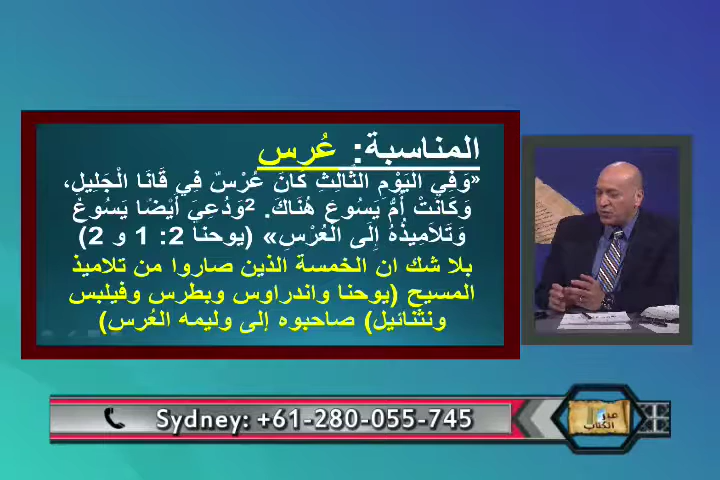 المناسبة: عُرس
«وَفِي الْيَوْمِ الثَّالِثِ كَانَ عُرْسٌ فِي قَانَا الْجَلِيلِ،
وَكَانَتْ أُمُّ يَسُوعَ هُنَاكَ. 2وَدُعِيَ أَيْضًا يَسُوعُ
وَتَلاَمِيذُهُ إِلَى الْعُرْسِ» (يوحنا 2: 1 و 2)
بلا شك ان الخمسة الذين صاروا من تلاميذ
المسيح (يوحنا واندراوس وبطرس وفيلبس
ونثنائيل) صاحبوه إلى وليمه العُرس)
Sydney: +61-280-055-745
عبر
الكتاب